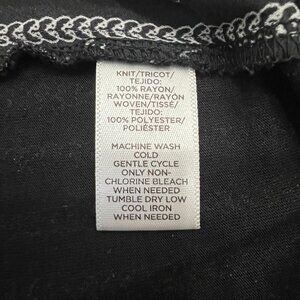 KNIT/TRICOT/
TEJIDO:
100% RAYON/
RAYONNE/RAYÓN
WOVEN/TISSÉ/
TEJIDO:
100% POLYESTER/
POLIÉSTER
MACHINE WASH
COLD
GENTLE CYCLE
ONLY NON-
CHLORINE BLEACH
WHEN NEEDED
TUMBLE DRY LOW
COOL IRON
WHEN NEEDED